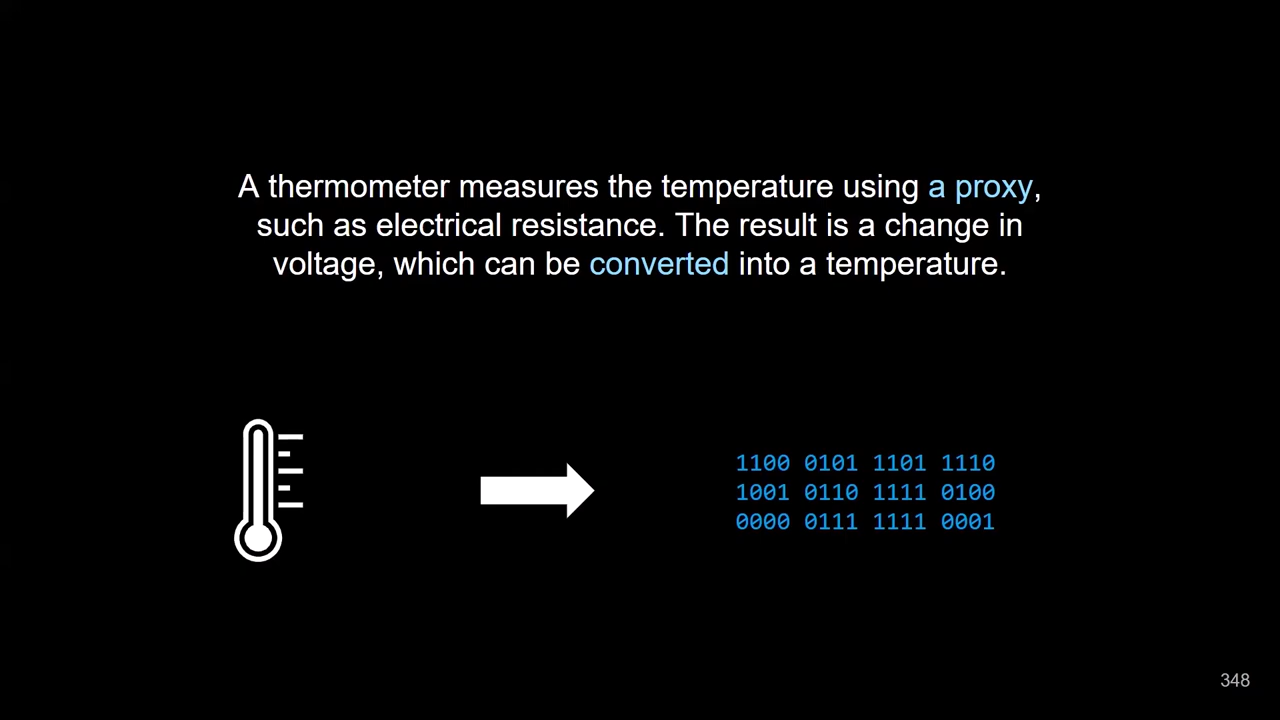 A thermometer measures the temperature using a proxy,
such as electrical resistance. The result is a change in
voltage, which can be converted into a temperature.
1100 0101 1101 1110
1001 0110 1111 0100
0000 0111 1111 0001
348